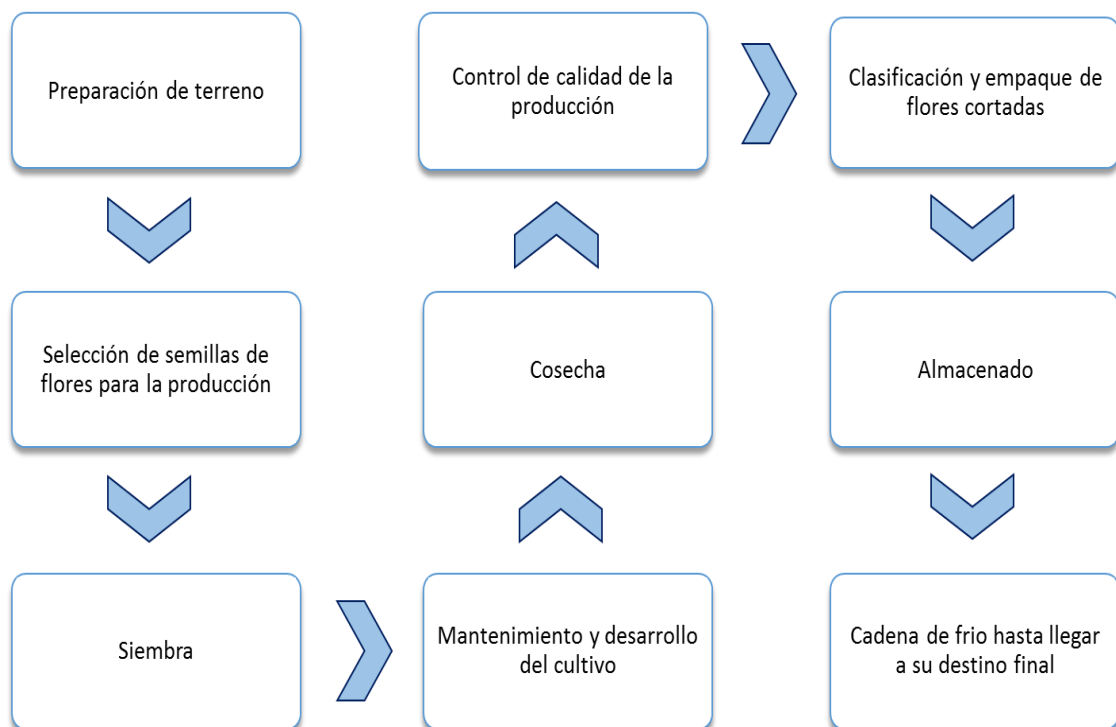 Preparación de terreno
Selección de semillas de
flores para la producción
Siembra
Mantenimiento y desarrollo
del cultivo
Cosecha
Control de calidad de la
producción
Clasificación y empaque de
flores cortadas
Almacenado
Cadena de frio hasta llegar
a su destino final